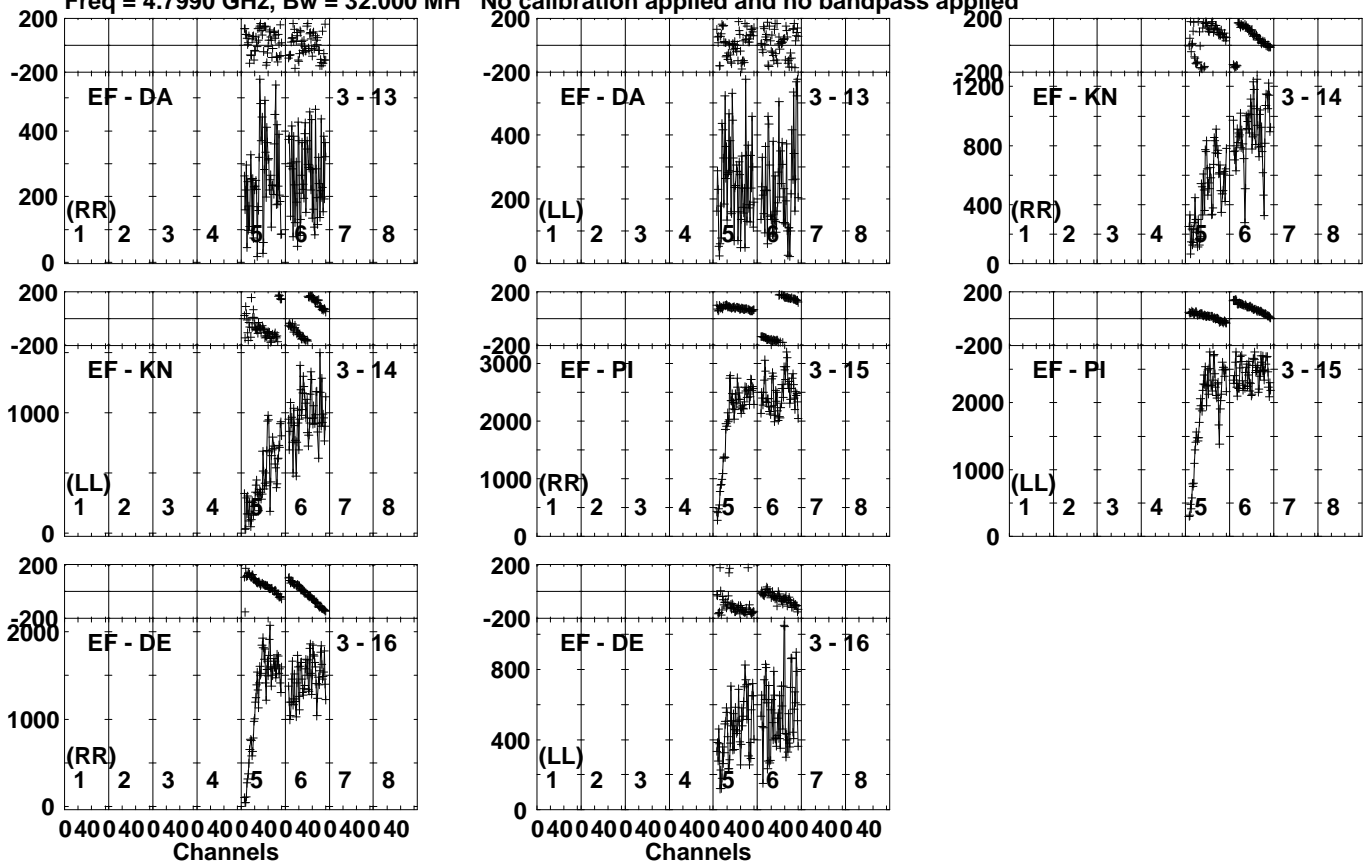 Freq = 4.7990 GHz, Bw = 32.000 MH No calibration applied and no bandpass applied
200
-200
EF - DA 3 - 13
400
200
0
(RR)
1 2 3 4 5 6 7 8
200
-200
EF - DA 3 - 13
600
400
200
0
(LL)
1 2 3 4 5 6 7 8
200
-200
1200
EF - KN 3 - 14
800
400
0
(RR)
1 2 3 4 5 6 7 8
200
-200
EF - KN 3 - 14
1000
0
(LL)
1 2 3 4 5 6 7 8
200
-200
3000
EF - PI 3 - 15
2000
1000
0
(RR)
1 2 3 4 5 6 7 8
200
-200
EF - PI 3 - 15
2000
1000
0
(LL)
1 2 3 4 5 6 7 8
200
-200
2000
EF - DE 3 - 16
1000
0
(RR)
1 2 3 4 5 6 7 8
0 40 0 40 0 40 0 40 0 40 0 40 0 40 0 40
Channels
200
-200
EF - DE 3 - 16
800
400
0
(LL)
1 2 3 4 5 6 7 8
0 40 0 40 0 40 0 40 0 40 0 40 0 40 0 40
Channels